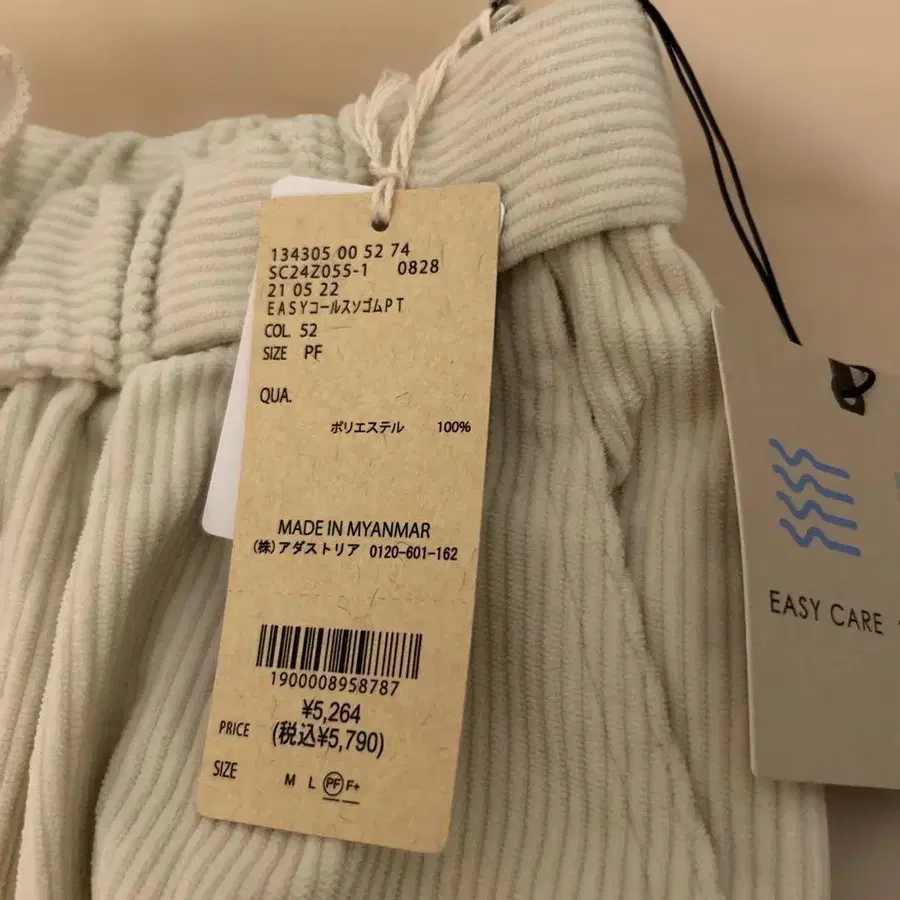 134305 00 52 74
SC24Z055-1 0828
21 05 22
EASYコールスソゴムPT
COL. 52
SIZE PF
QUA.
ポリエステル 100%
MADE IN MYANMAR
(株)アダストリア 0120-601-162
1900008958787
¥5,264
PRICE (税込¥5,790)
SIZE M L PF F+
EASY CARE